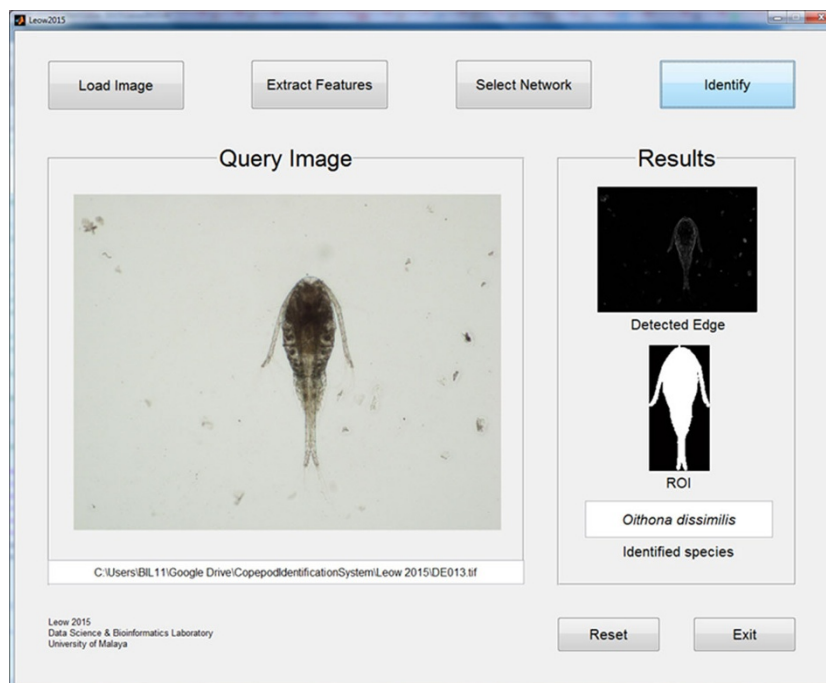 Leow2015
Load Image
Extract Features
Select Network
Identify
Query Image
C:\Users\BIL11\Google Drive\CopepodIdentificationSystem\Leow 2015\DE013.tif
Results
Detected Edge
ROI
Oithona dissimilis
Identified species
Leow 2015
Data Science & Bioinformatics Laboratory
University of Malaya
Reset
Exit